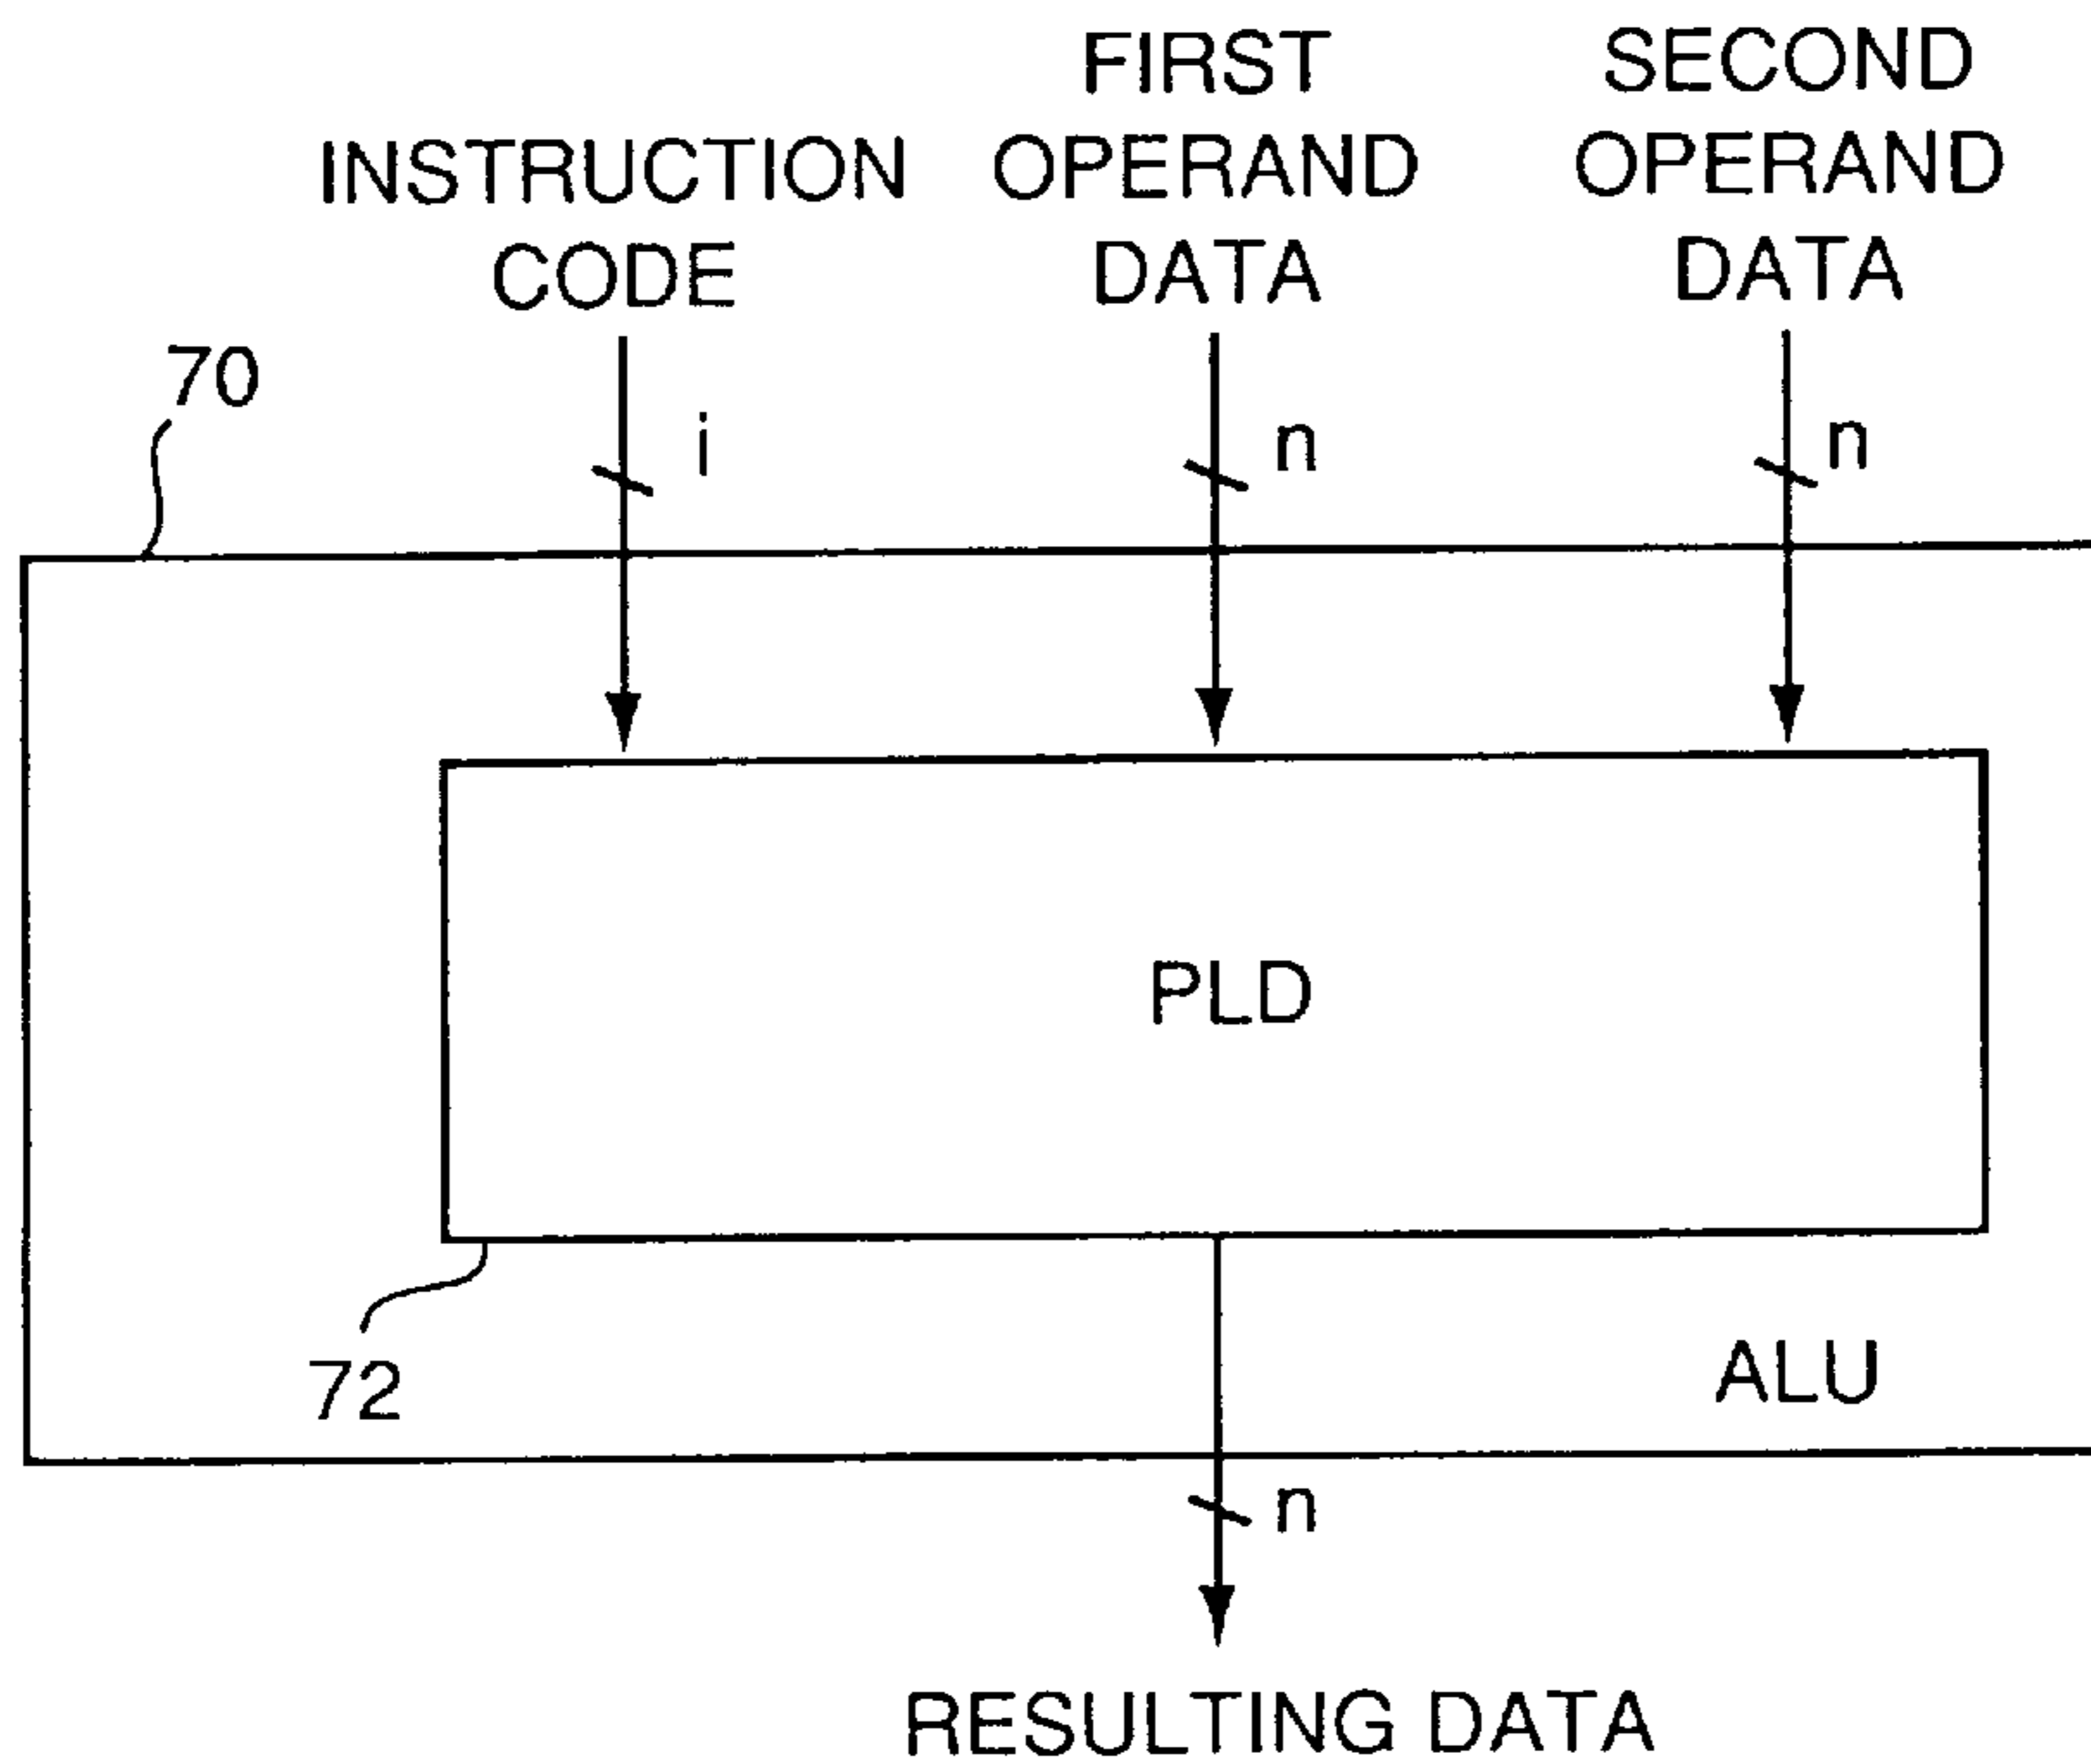 FIRST
OPERAND
DATA
SECOND
OPERAND
DATA
INSTRUCTION
CODE
70
i
n
n
PLD
72
ALU
n
RESULTING DATA